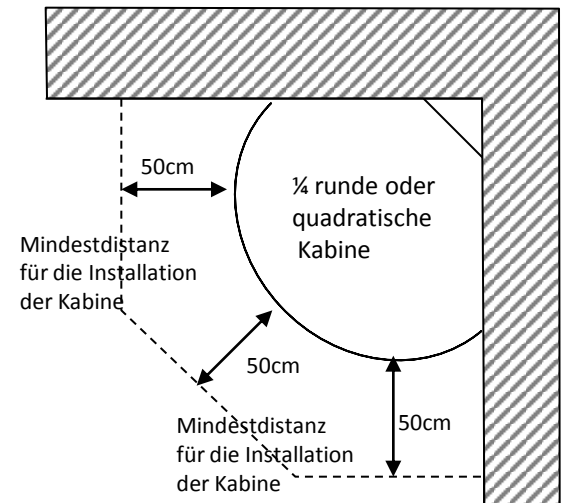 50cm
¼ runde oder
quadratische
Kabine
Mindestdistanz
für die Installation
der Kabine
50cm
50cm
Mindestdistanz
für die Installation
der Kabine